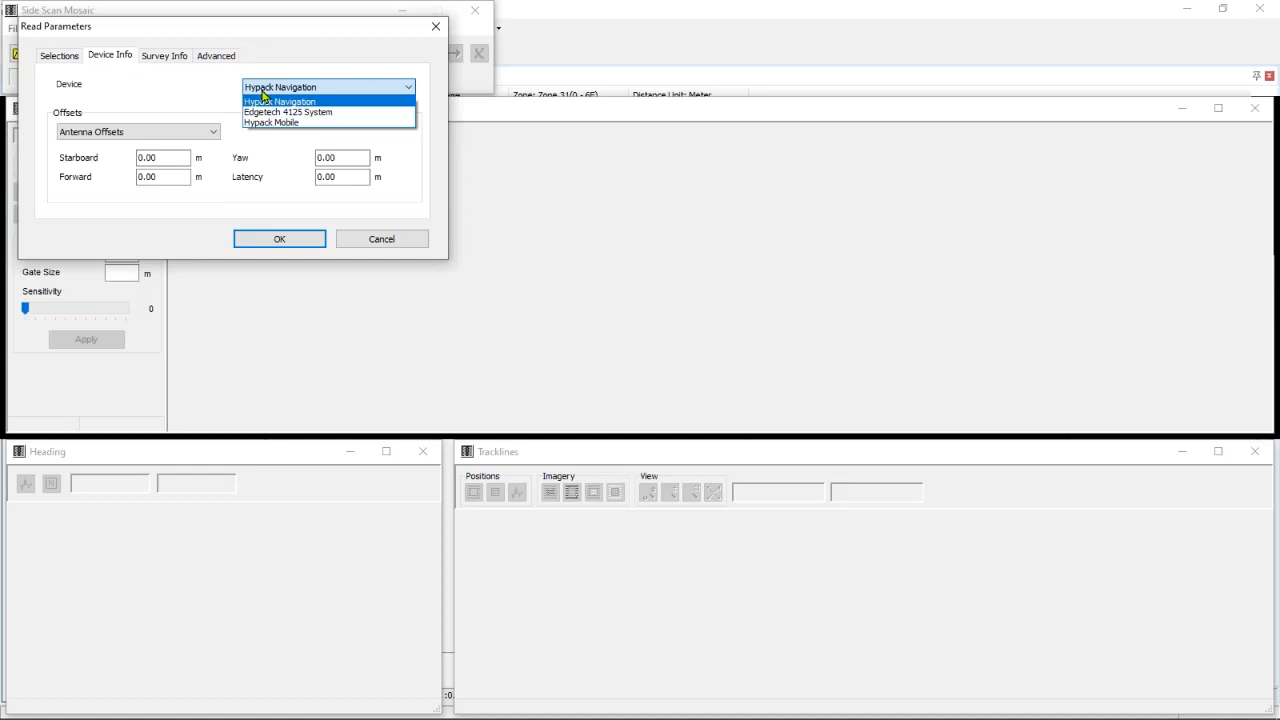 Side Scan Mosaic
Read Parameters
Selections Device Info Survey Info Advanced
Device
Hypack Navigation
Hypack Navigation
Edgetech 4125 System
Hypack Mobile
Offsets
Antenna Offsets
Starboard 0.00 m Yaw 0.00 m
Forward 0.00 m Latency 0.00 m
OK Cancel
Zone: Zone 31(0 - 6E) Distance Unit: Meter
Gate Size m
Sensitivity
0
Apply
Heading
Tracklines
Positions Imagery View
:0.